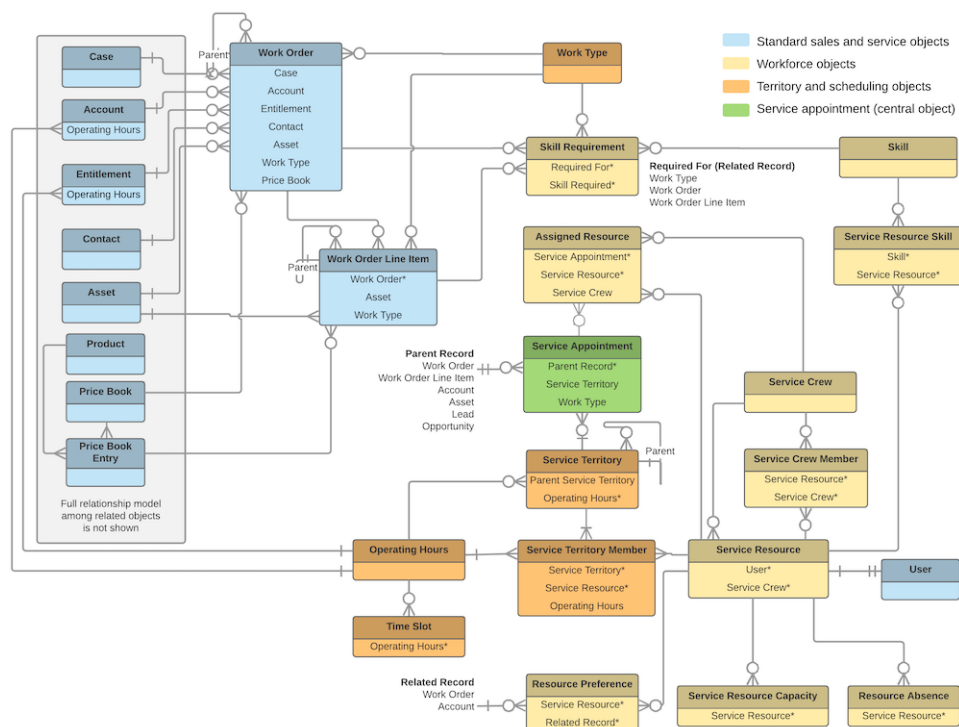 Work Order
Case
Account
Entitlement
Contact
Asset
Work Type
Price Book
Parent
Work Type
Standard sales and service objects
Workforce objects
Territory and scheduling objects
Service appointment (central object)
Case
Account
Operating Hours
Entitlement
Operating Hours
Contact
Asset
Product
Price Book
Price Book
Entry
Full relationship model
among related objects
is not shown
Skill Requirement
Required For*
Skill Required*
Required For (Related Record)
Work Type
Work Order
Work Order Line Item
Skill
Service Resource Skill
Skill*
Service Resource*
Work Order Line Item
Work Order*
Asset
Work Type
Parent
Assigned Resource
Service Appointment*
Service Resource*
Service Crew
Service Appointment
Parent Record*
Service Territory
Work Type
Parent Record
Work Order
Work Order Line Item
Account
Asset
Lead
Opportunity
Service Crew
Service Crew Member
Service Resource*
Service Crew*
Service Territory
Parent Service Territory
Operating Hours*
Parent
Operating Hours
Time Slot
Operating Hours*
Service Territory Member
Service Territory*
Service Resource*
Operating Hours
Service Resource
User*
Service Crew*
User
Related Record
Work Order
Account
Resource Preference
Service Resource*
Related Record*
Service Resource Capacity
Service Resource*
Resource Absence
Service Resource*